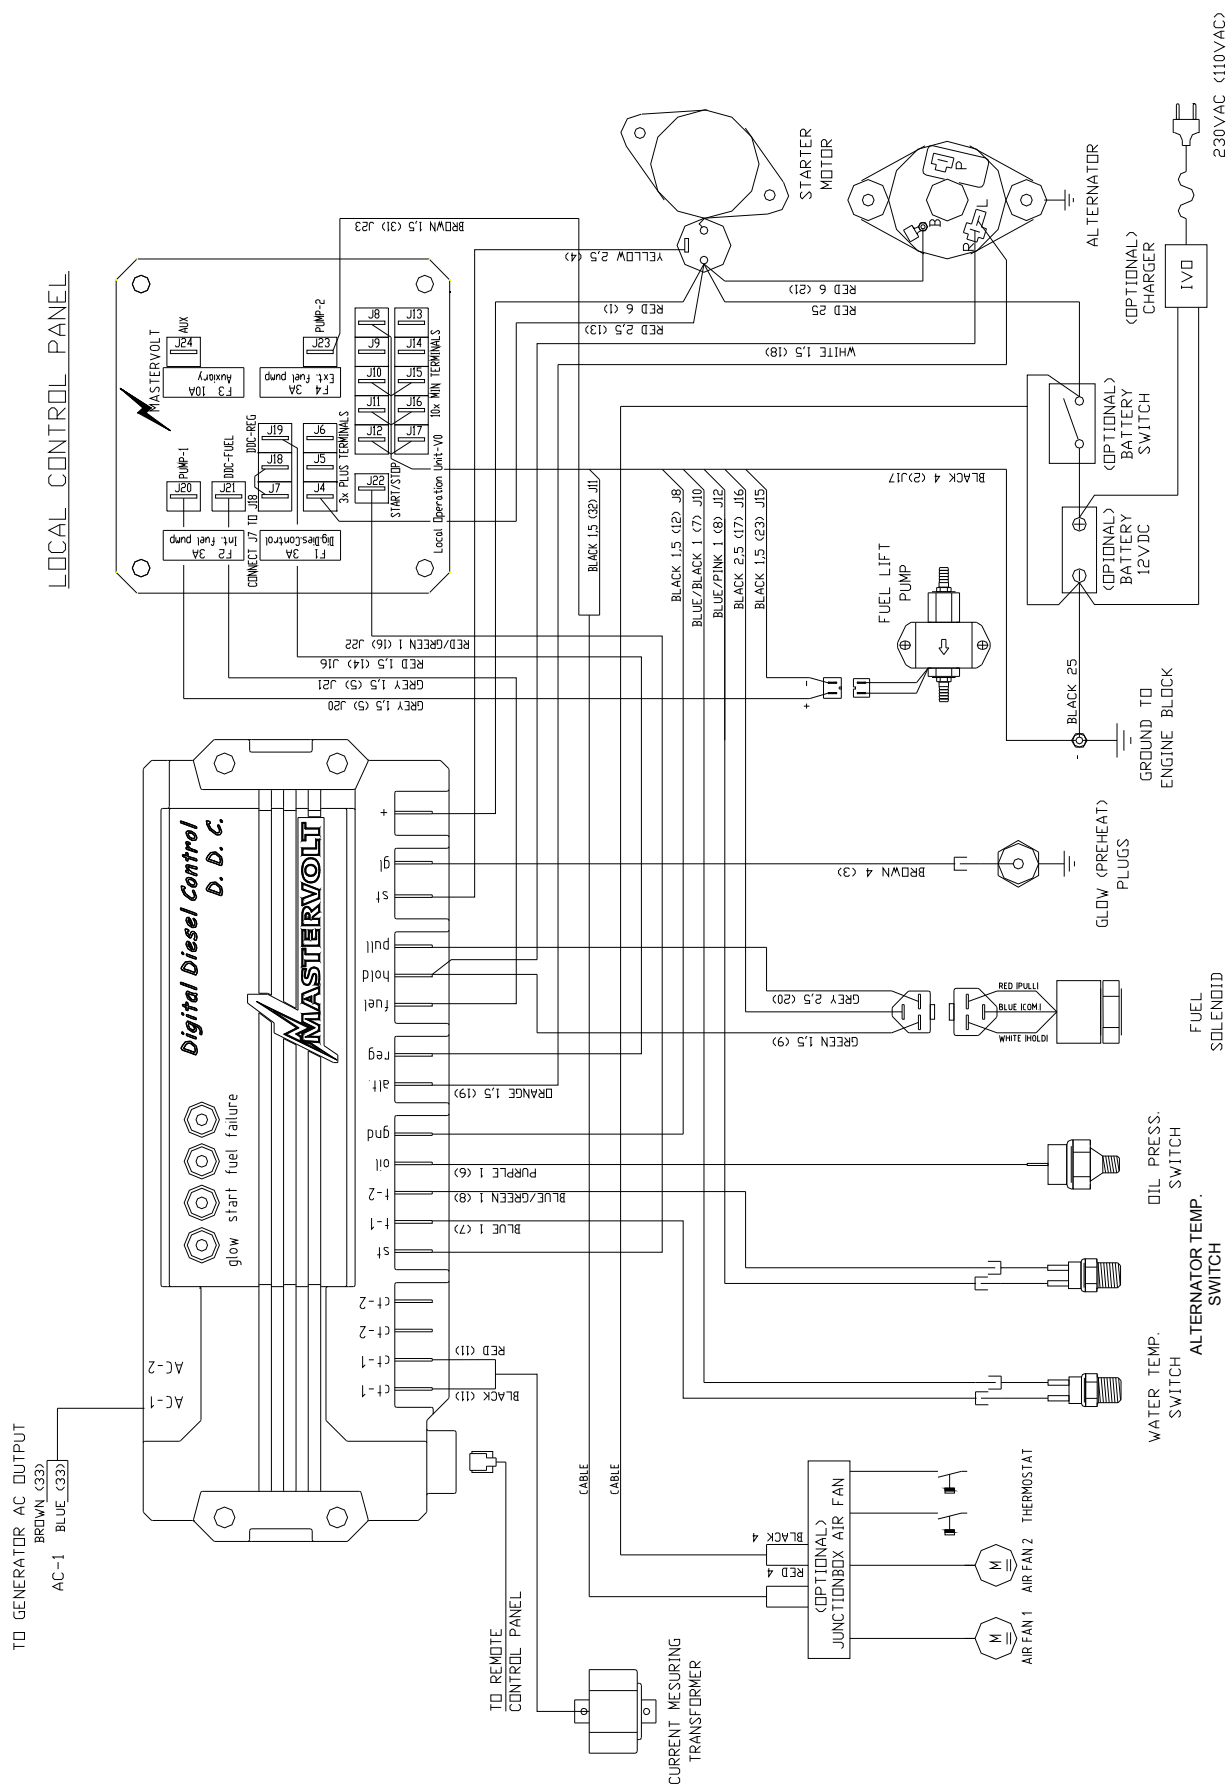 LOCAL CONTROL PANEL
MASTERVOLT
J24 AUX
F3 10A
Auxiary
J23 PUMP-2
F4 3A
Ext. Fuel pump
J20 PUMP-1
F2 3A
Int. Fuel pump
J21 DDC-FUEL
J19 DDC-REG
J18
J7
CONNECT J7 TO J18
F1 3A
Dig.Dies.Control
J6
J5
J4
3x PLUS TERMINALS
J22
START/STOP
J8
J9
J10
J11
J12
J13
J14
J15
J16
J17
10x MIN TERMINALS
Local Operation Unit-V0
BROWN 1,5 (31) J23
YELLOW 2,5 (4)
RED 6 (1)
RED 2,5 (13)
RED 6 (21)
RED 25
WHITE 1,5 (18)
STARTER
MOTOR
B
R
L
P
ALTERNATOR
230VAC (110VAC)
(OPTIONAL)
CHARGER
IVO
(OPTIONAL)
BATTERY
SWITCH
(OPIONAL)
BATTERY
12VDC
BLACK 4 (2)J17
BLACK 1,5 (32) J11
BLACK 1,5 (12) J8
BLUE/BLACK 1 (7) J10
BLUE/PINK 1 (8) J12
BLACK 2,5 (17) J16
BLACK 1,5 (23) J15
FUEL LIFT
PUMP
-
+
BLACK 25
-
GROUND TO
ENGINE BLOCK
RED/GREEN 1 (16) J22
RED 1,5 (14) J16
GREY 1,5 (5) J21
GREY 1,5 (5) J20
Digital Diesel Control
D. D. C.
MASTERVOLT
glow start fuel failure
+
gl
st
pull
hold
fuel
reg
alt.
gnd
oil
t-2
t-1
st
ct-2
ct-2
ct-1
ct-1
AC-2
AC-1
BROWN 4 (3)
GLOW (PREHEAT)
PLUGS
GREY 2,5 (20)
GREEN 1,5 (9)
RED (PULL)
BLUE (COM.)
WHITE (HOLD)
FUEL
SOLENOID
ORANGE 1,5 (19)
PURPLE 1 (6)
BLUE/GREEN 1 (8)
BLUE 1 (7)
RED (11)
BLACK (11)
OIL PRESS.
SWITCH
ALTERNATOR TEMP.
SWITCH
WATER TEMP.
SWITCH
CABLE
CABLE
BLACK 4
RED 4
(OPTIONAL)
JUNCTIONBOX AIR FAN
M
M
AIR FAN 1
AIR FAN 2
THERMOSTAT
TO GENERATOR AC OUTPUT
BROWN (33)
AC-1 BLUE (33)
TO REMOTE
CONTROL PANEL
CURRENT MESURING
TRANSFORMER